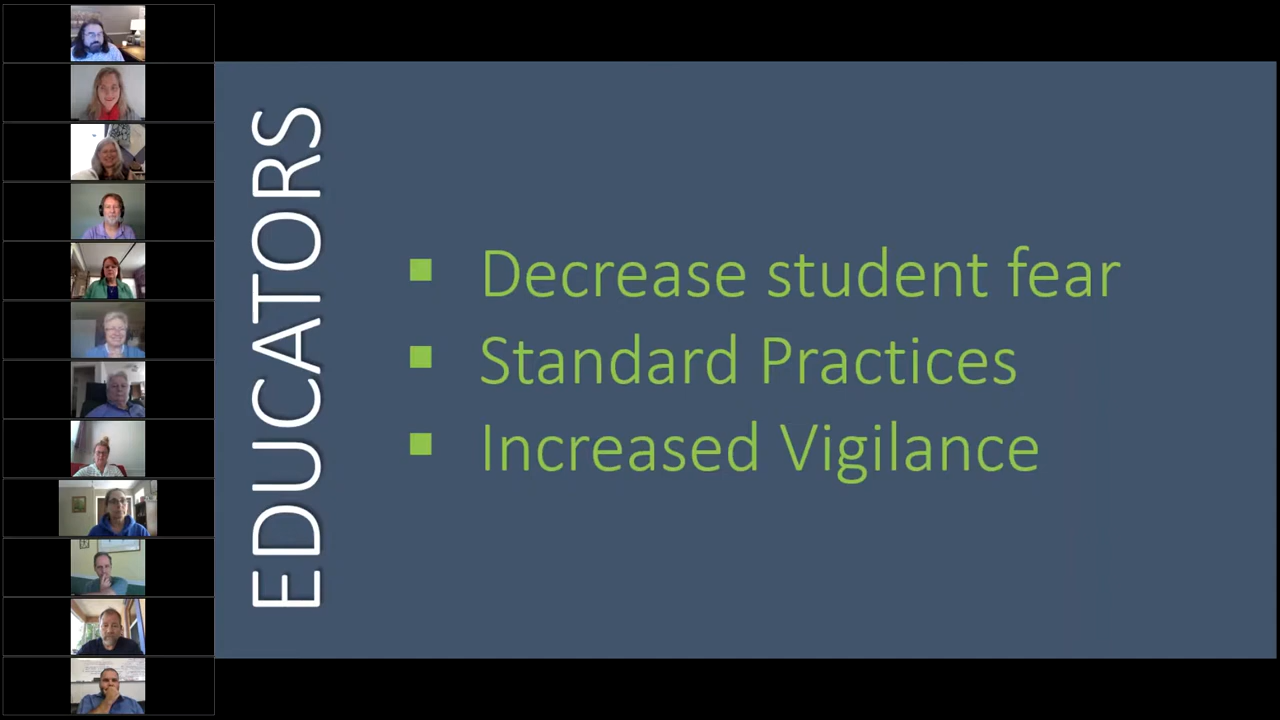 EDUCATORS
▪ Decrease student fear
▪ Standard Practices
▪ Increased Vigilance